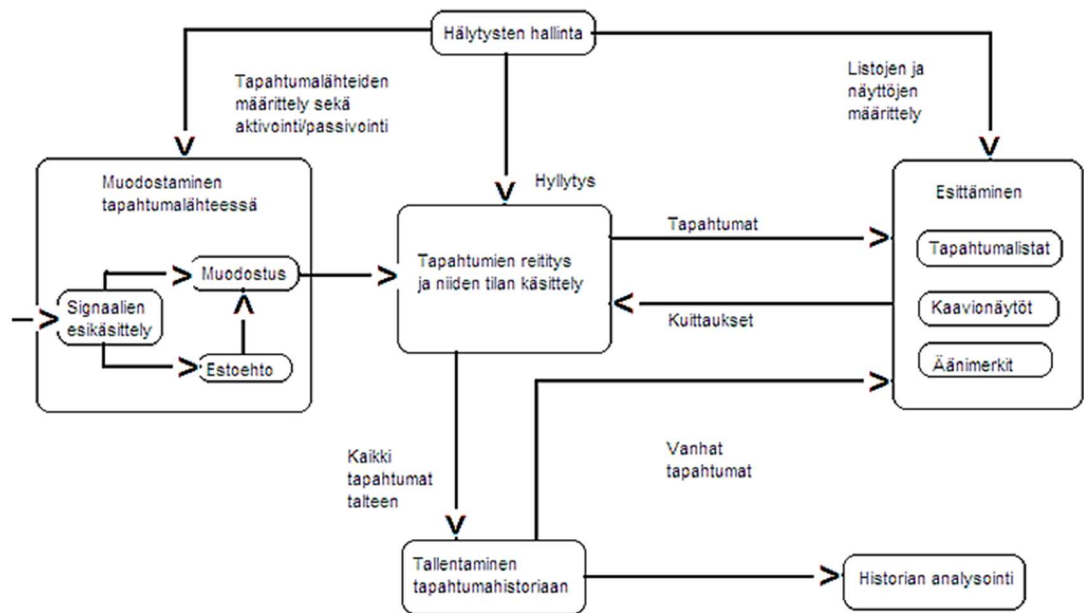 Hälytysten hallinta
Tapahtumalähteiden
määrittely sekä
aktivointi/passivointi
Listojen ja
näyttöjen
määrittely
Muodostaminen
tapahtumalähteessä
Hyllytys
Esittäminen
Tapahtumien reititys
ja niiden tilan käsittely
Tapahtumat
Tapahtumalistat
Muodostus
Signaalien
esikäsittely
Kuittaukset
Kaavionäytöt
Estoehto
Äänimerkit
Kaikki
tapahtumat
talteen
Vanhat
tapahtumat
Tallentaminen
tapahtumahistoriaan
Historian analysointi